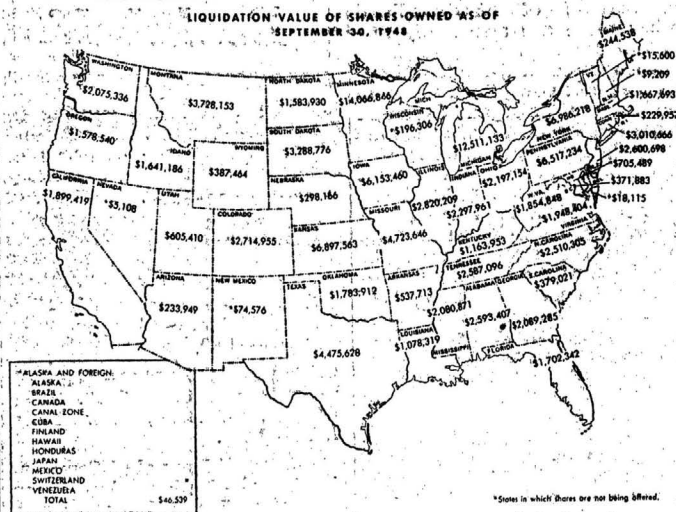 LIQUIDATION VALUE OF SHARES OWNED AS OF
SEPTEMBER 30, 1948
WASHINGTON
$2,075,336
OREGON
$1,578,540
CALIFORNIA
$1,899,419
NEVADA
*$3,108
IDAHO
$1,641,186
MONTANA
$3,728,153
WYOMING
$387,464
UTAH
$605,410
COLORADO
*$2,714,955
ARIZONA
$233,949
NEW MEXICO
*$74,576
NORTH DAKOTA
$1,583,930
SOUTH DAKOTA
$3,288,776
NEBRASKA
$298,166
KANSAS
$6,897,563
OKLAHOMA
$1,783,912
TEXAS
$4,475,628
MINNESOTA
$14,066,846
IOWA
$6,153,460
MISSOURI
$4,723,646
ARKANSAS
$537,713
LOUISIANA
$1,078,319
WISCONSIN
*$196,306
MICH
ILLINOIS
$2,820,209
MICHIGAN
$12,511,133
INDIANA
$2,297,961
OHIO
$2,197,154
KENTUCKY
$1,163,953
TENNESSEE
$2,587,096
MISSISSIPPI
$2,080,871
ALABAMA
$2,593,407
GEORGIA
$2,089,285
FLORIDA
$1,702,342
S. CAROLINA
$379,021
N. CAROLINA
$2,510,305
VIRGINIA
$1,948,804
W. VA.
$1,854,848
PENNSYLVANIA
$6,517,234
NEW YORK
$6,986,218
VT.
N.H.
MAINE
$244,538
*$15,600
*$9,209
$1,667,693
$229,952
$3,010,666
$2,600,698
$705,489
$371,883
*$18,115
*ALASKA AND FOREIGN:
ALASKA
BRAZIL
CANADA
CANAL ZONE
CUBA
FINLAND
HAWAII
HONDURAS
JAPAN
MEXICO
SWITZERLAND
VENEZUELA
TOTAL $46,539
*States in which shares are not being offered.